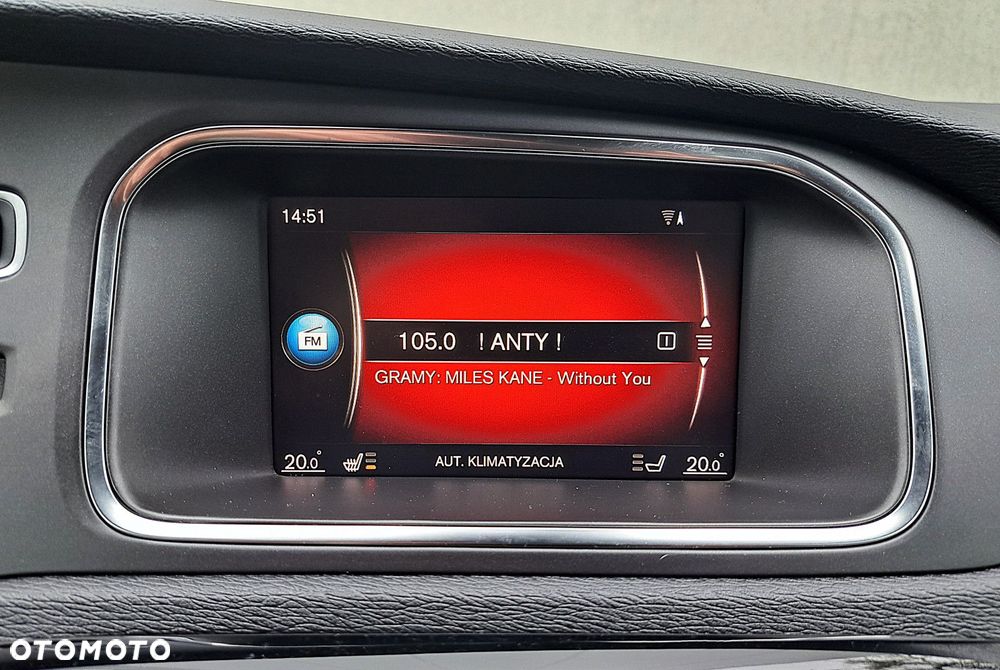 14:51
FM
105.0 ! ANTY !
GRAMY: MILES KANE - Without You
20.0° AUT. KLIMATYZACJA 20.0°
OTOMOTO